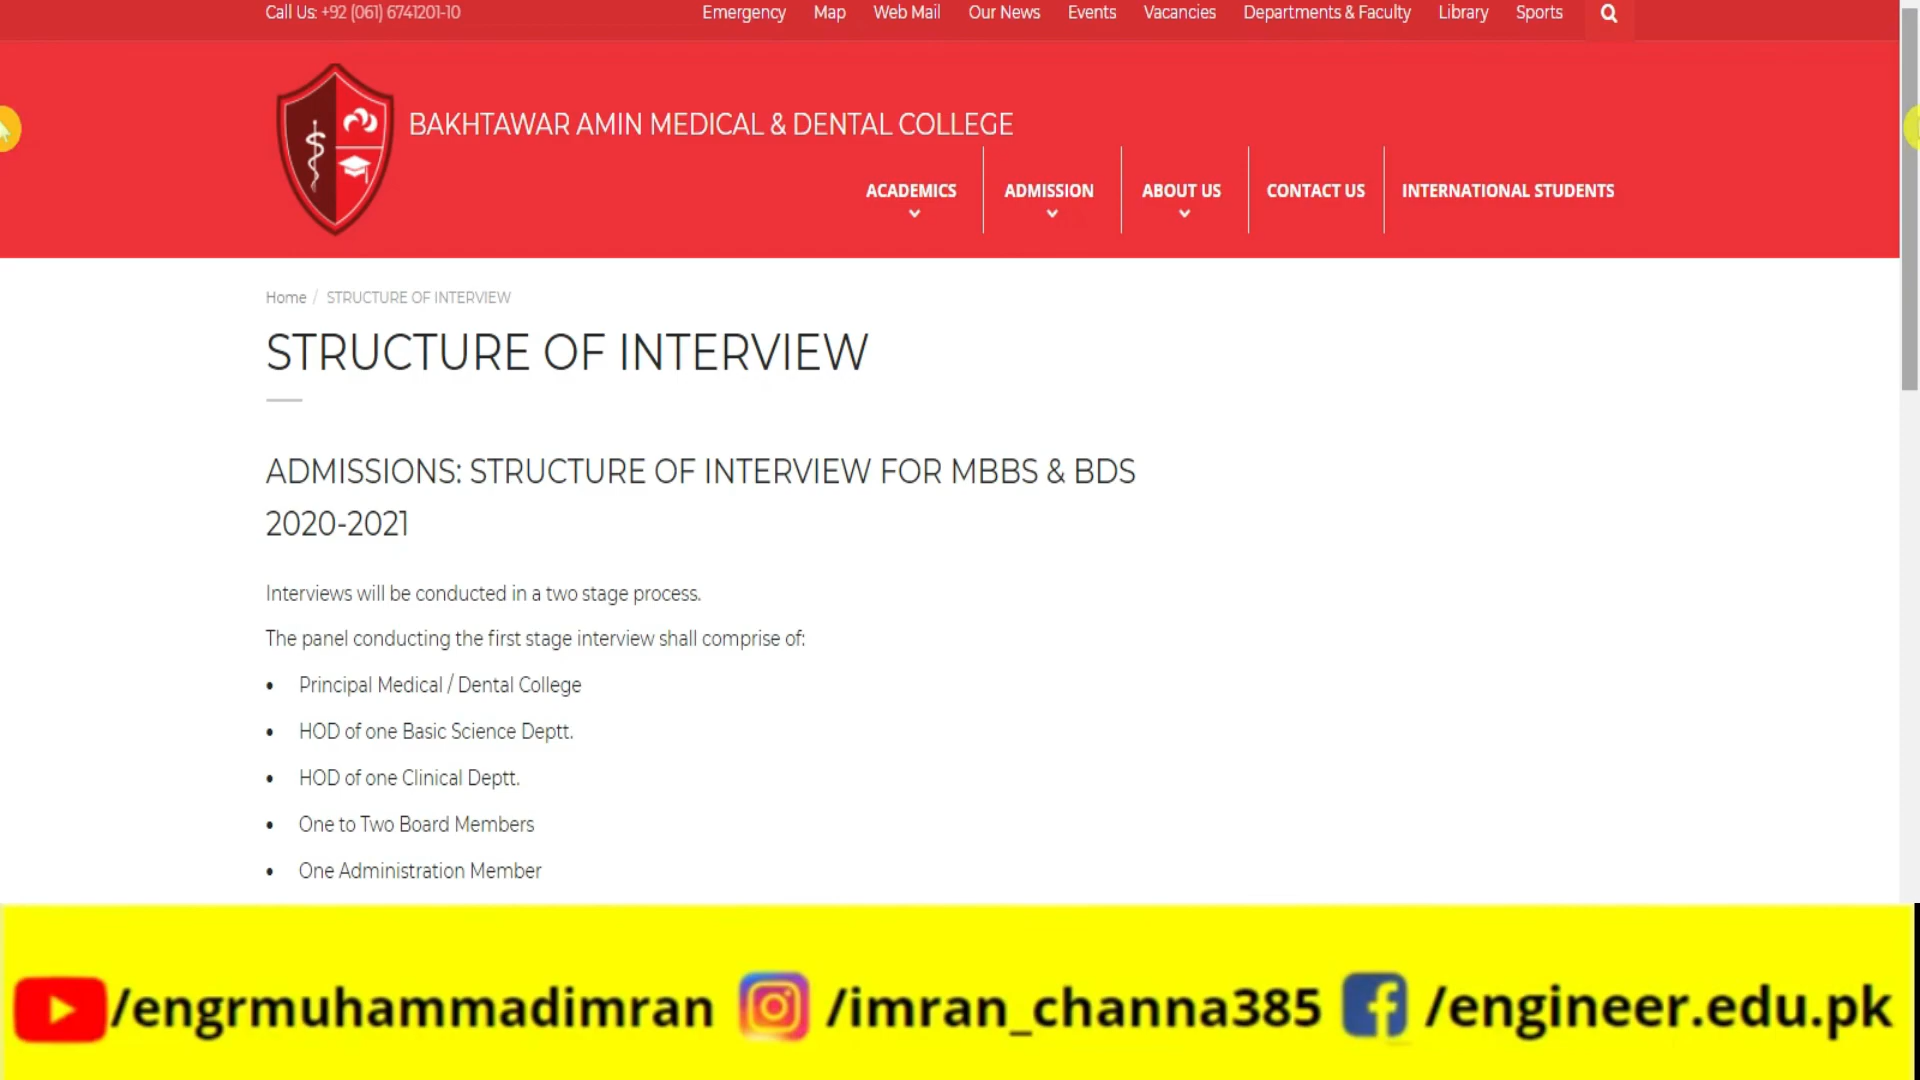 Call Us: +92 (061) 6741201-10
Emergency Map Web Mail Our News Events Vacancies Departments & Faculty Library Sports
BAKHTAWAR AMIN MEDICAL & DENTAL COLLEGE
ACADEMICS ADMISSION ABOUT US CONTACT US INTERNATIONAL STUDENTS
Home / STRUCTURE OF INTERVIEW
STRUCTURE OF INTERVIEW
ADMISSIONS: STRUCTURE OF INTERVIEW FOR MBBS & BDS
2020-2021
Interviews will be conducted in a two stage process.
The panel conducting the first stage interview shall comprise of:
• Principal Medical / Dental College
• HOD of one Basic Science Deptt.
• HOD of one Clinical Deptt.
• One to Two Board Members
• One Administration Member
/engrmuhammadimran /imran_channa385 /engineer.edu.pk